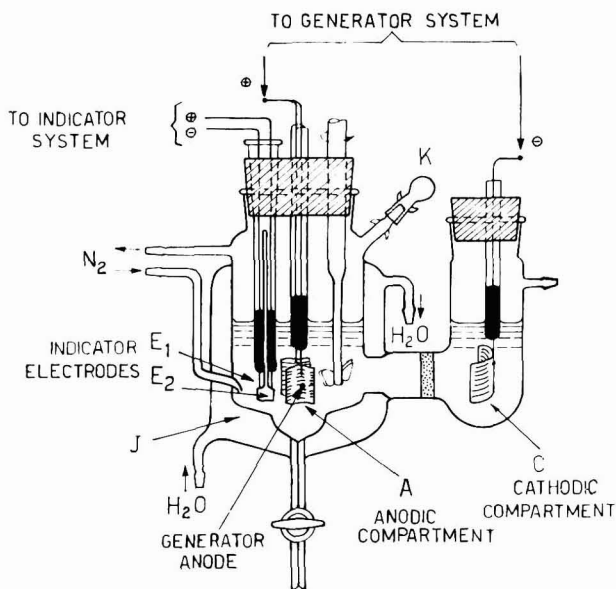 TO GENERATOR SYSTEM
⊕
TO INDICATOR
SYSTEM
⊕
⊖
⊖
K
N2
H2O
INDICATOR
ELECTRODES
E1
E2
J
H2O
GENERATOR
ANODE
A
ANODIC
COMPARTMENT
C
CATHODIC
COMPARTMENT